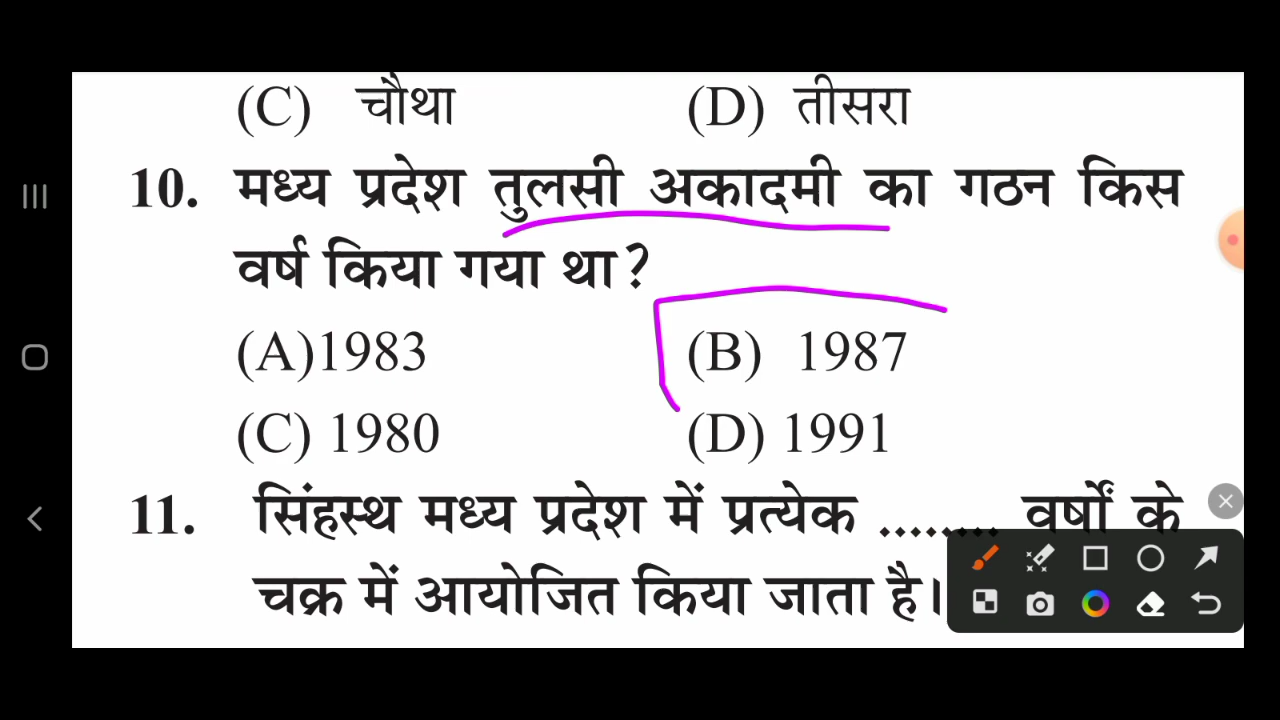 (C) चौथा (D) तीसरा
10. मध्य प्रदेश तुलसी अकादमी का गठन किस
वर्ष किया गया था?
(A)1983 (B) 1987
(C) 1980 (D) 1991
11. सिंहस्थ मध्य प्रदेश में प्रत्येक ........ वर्षों के
चक्र में आयोजित किया जाता है।